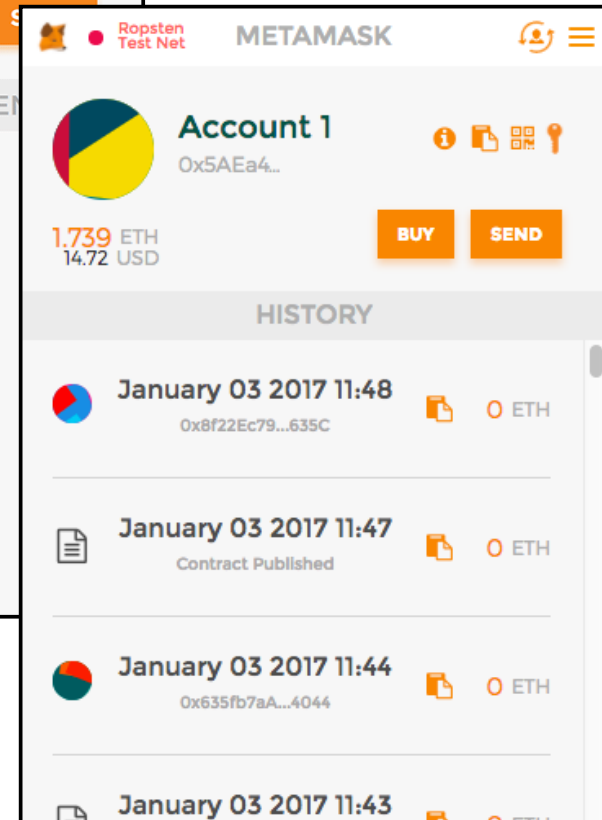 Ropsten
Test Net
METAMASK
Account 1
0x5AEa4...
1.739 ETH
14.72 USD
BUY
SEND
HISTORY
January 03 2017 11:48
0x8f22Ec79...635C
0 ETH
January 03 2017 11:47
Contract Published
0 ETH
January 03 2017 11:44
0x635fb7aA...4044
0 ETH
January 03 2017 11:43
0 ETH